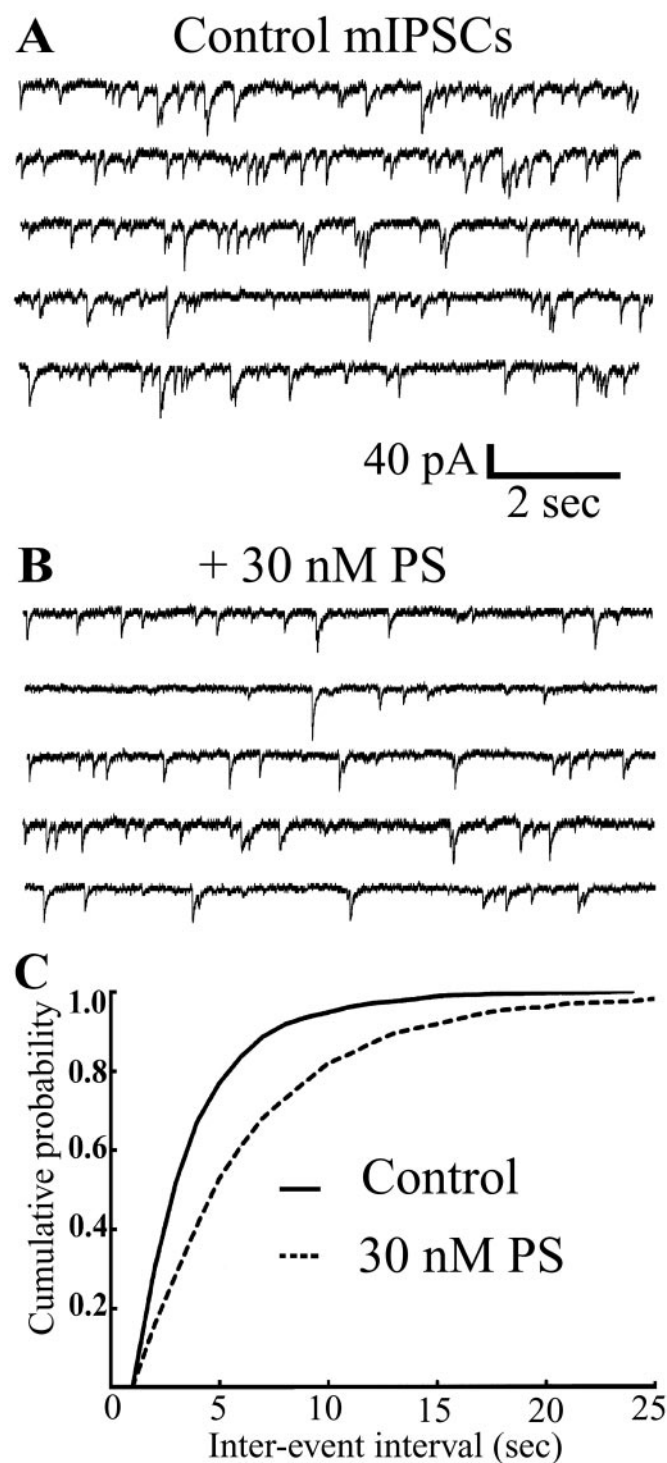 A Control mIPSCs
40 pA
2 sec
B + 30 nM PS
C
Cumulative probability
1.0
0.8
0.6
0.4
0.2
Control
30 nM PS
0 5 10 15 20 25
Inter-event interval (sec)